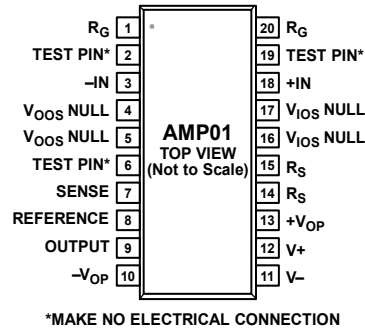 RG 1
TEST PIN* 2
–IN 3
VOOS NULL 4
VOOS NULL 5
TEST PIN* 6
SENSE 7
REFERENCE 8
OUTPUT 9
–VOP 10
AMP01
TOP VIEW
(Not to Scale)
20 RG
19 TEST PIN*
18 +IN
17 VIOS NULL
16 VIOS NULL
15 RS
14 RS
13 +VOP
12 V+
11 V–
*MAKE NO ELECTRICAL CONNECTION